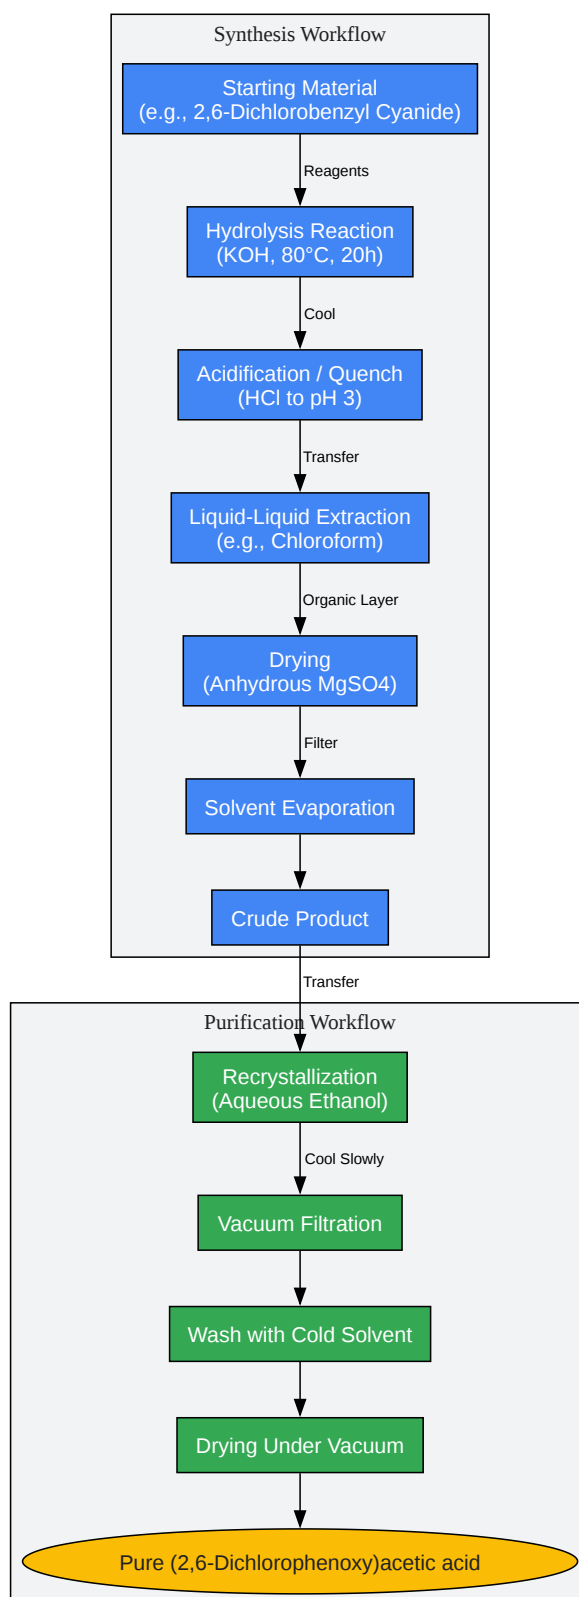 Synthesis Workflow
Starting Material
(e.g., 2,6-Dichlorobenzyl Cyanide)
Reagents
Hydrolysis Reaction
(KOH, 80°C, 20h)
Cool
Acidification / Quench
(HCl to pH 3)
Transfer
Liquid-Liquid Extraction
(e.g., Chloroform)
Organic Layer
Drying
(Anhydrous MgSO4)
Filter
Solvent Evaporation
Crude Product
Transfer
Purification Workflow
Recrystallization
(Aqueous Ethanol)
Cool Slowly
Vacuum Filtration
Wash with Cold Solvent
Drying Under Vacuum
Pure (2,6-Dichlorophenoxy)acetic acid